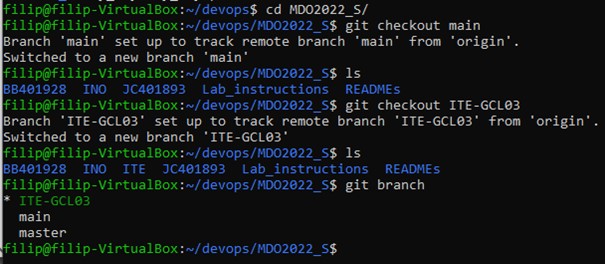 filip@filip-VirtualBox:~/devops$ cd MDO2022_S/
filip@filip-VirtualBox:~/devops/MDO2022_S$ git checkout main
Branch 'main' set up to track remote branch 'main' from 'origin'.
Switched to a new branch 'main'
filip@filip-VirtualBox:~/devops/MDO2022_S$ ls
BB401928  INO  JC401893  Lab_instructions  READMEs
filip@filip-VirtualBox:~/devops/MDO2022_S$ git checkout ITE-GCL03
Branch 'ITE-GCL03' set up to track remote branch 'ITE-GCL03' from 'origin'.
Switched to a new branch 'ITE-GCL03'
filip@filip-VirtualBox:~/devops/MDO2022_S$ ls
BB401928  INO  ITE  JC401893  Lab_instructions  READMEs
filip@filip-VirtualBox:~/devops/MDO2022_S$ git branch
* ITE-GCL03
  main
  master
filip@filip-VirtualBox:~/devops/MDO2022_S$